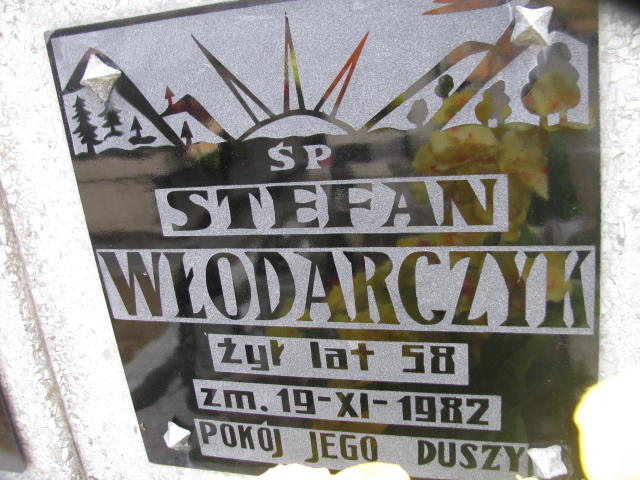 ŚP
STEFAN
WŁODARCZYK
żył lat 58
zm. 19-XI-1982
POKÓJ JEGO DUSZY